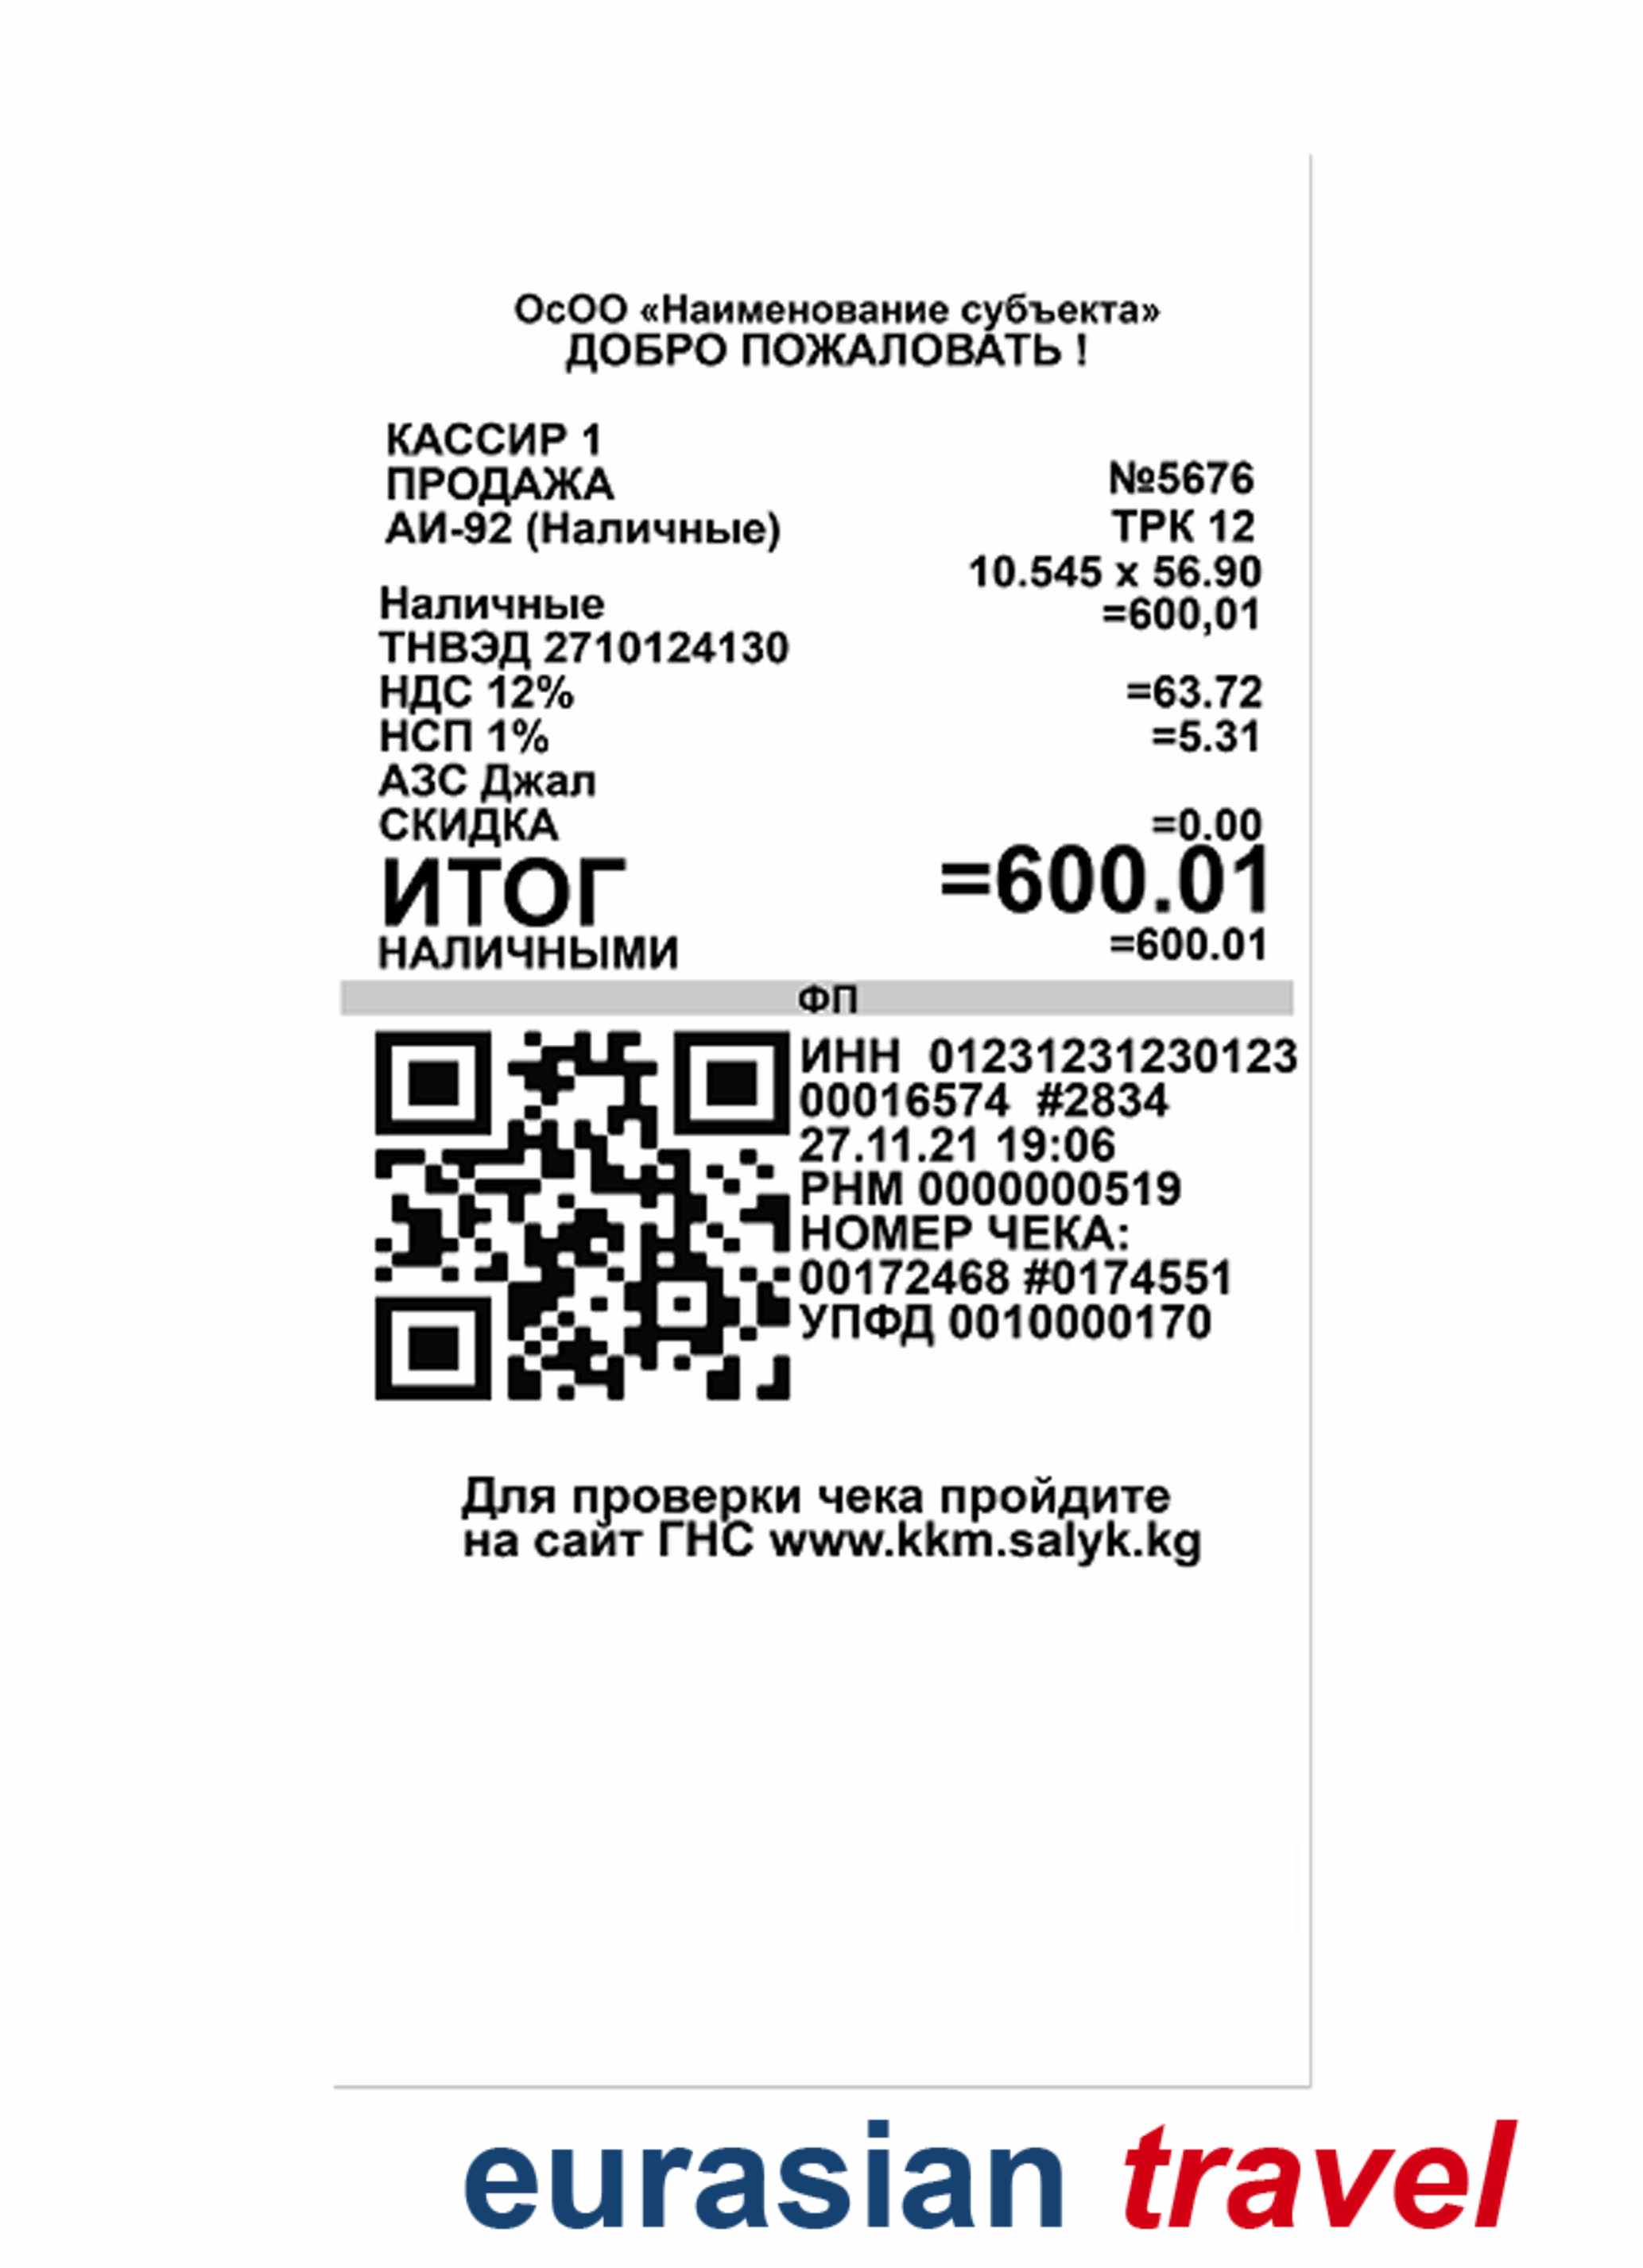 ОсОО «Наименование субъекта»
ДОБРО ПОЖАЛОВАТЬ !
КАССИР 1
ПРОДАЖА №5676
АИ-92 (Наличные) ТРК 12
10.545 x 56.90
Наличные =600,01
ТНВЭД 2710124130
НДС 12% =63.72
НСП 1% =5.31
АЗС Джал
СКИДКА =0.00
ИТОГ =600.01
НАЛИЧНЫМИ =600.01
ФП
ИНН 01231231230123
00016574 #2834
27.11.21 19:06
РНМ 0000000519
НОМЕР ЧЕКА:
00172468 #0174551
УПФД 0010000170
Для проверки чека пройдите
на сайт ГНС www.kkm.salyk.kg
eurasian travel